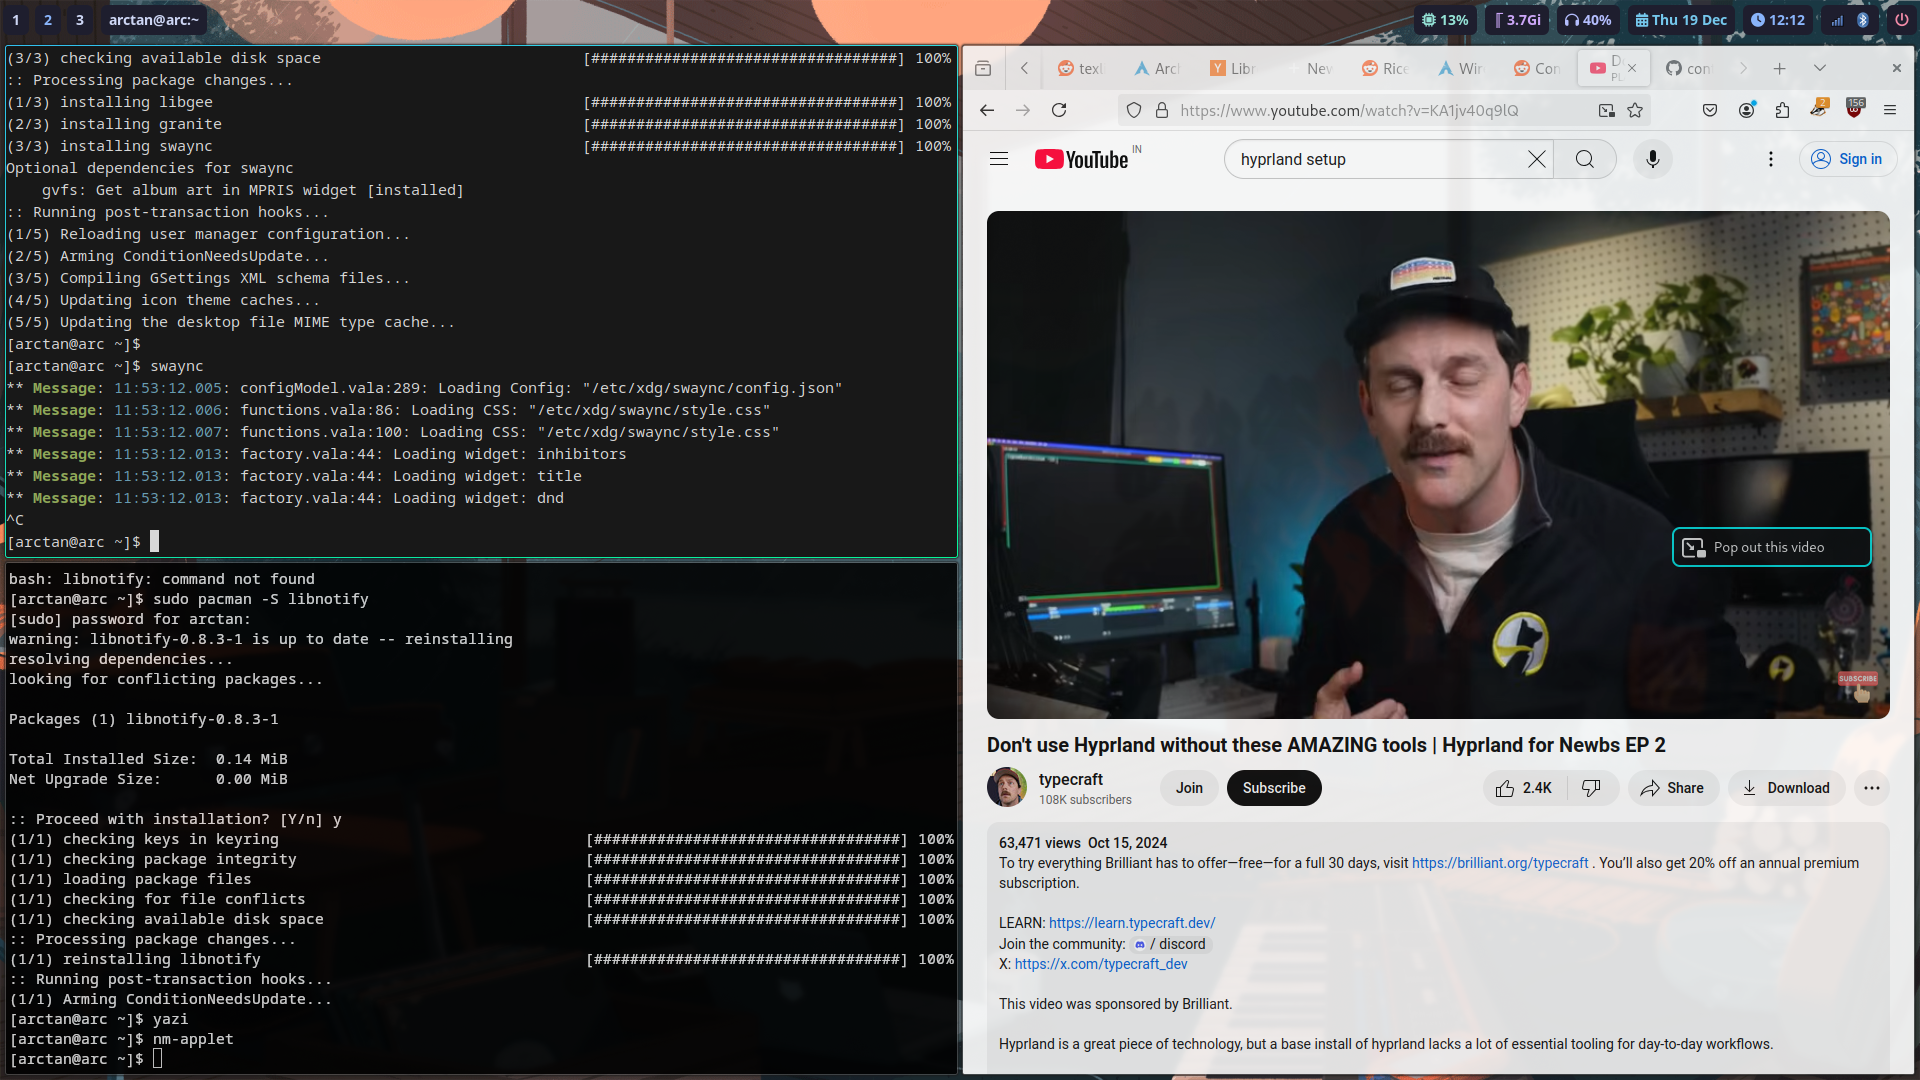 1 2 3 arctan@arc:~
13% 3.7Gi 40% Thu 19 Dec 12:12
(3/3) checking available disk space [##################################] 100%
:: Processing package changes...
(1/3) installing libgee [##################################] 100%
(2/3) installing granite [##################################] 100%
(3/3) installing swaync [##################################] 100%
Optional dependencies for swaync
gvfs: Get album art in MPRIS widget [installed]
:: Running post-transaction hooks...
(1/5) Reloading user manager configuration...
(2/5) Arming ConditionNeedsUpdate...
(3/5) Compiling GSettings XML schema files...
(4/5) Updating icon theme caches...
(5/5) Updating the desktop file MIME type cache...
[arctan@arc ~]$
[arctan@arc ~]$ swaync
** Message: 11:53:12.005: configModel.vala:289: Loading Config: "/etc/xdg/swaync/config.json"
** Message: 11:53:12.006: functions.vala:86: Loading CSS: "/etc/xdg/swaync/style.css"
** Message: 11:53:12.007: functions.vala:100: Loading CSS: "/etc/xdg/swaync/style.css"
** Message: 11:53:12.013: factory.vala:44: Loading widget: inhibitors
** Message: 11:53:12.013: factory.vala:44: Loading widget: title
** Message: 11:53:12.013: factory.vala:44: Loading widget: dnd
^C
[arctan@arc ~]$
bash: libnotify: command not found
[arctan@arc ~]$ sudo pacman -S libnotify
[sudo] password for arctan:
warning: libnotify-0.8.3-1 is up to date -- reinstalling
resolving dependencies...
looking for conflicting packages...
Packages (1) libnotify-0.8.3-1
Total Installed Size: 0.14 MiB
Net Upgrade Size: 0.00 MiB
:: Proceed with installation? [Y/n] y
(1/1) checking keys in keyring [##################################] 100%
(1/1) checking package integrity [##################################] 100%
(1/1) loading package files [##################################] 100%
(1/1) checking for file conflicts [##################################] 100%
(1/1) checking available disk space [##################################] 100%
:: Processing package changes...
(1/1) reinstalling libnotify [##################################] 100%
:: Running post-transaction hooks...
(1/1) Arming ConditionNeedsUpdate...
[arctan@arc ~]$ yazi
[arctan@arc ~]$ nm-applet
[arctan@arc ~]$
texl Arc Libr New Rice Wir Con D con
PL
https://www.youtube.com/watch?v=KA1jv40q9lQ 2 156
YouTube IN hyprland setup Sign in
Pop out this video
SUBSCRIBE
Don't use Hyprland without these AMAZING tools | Hyprland for Newbs EP 2
typecraft
108K subscribers
Join Subscribe 2.4K Share Download
63,471 views Oct 15, 2024
To try everything Brilliant has to offer—free—for a full 30 days, visit https://brilliant.org/typecraft . You’ll also get 20% off an annual premium
subscription.
LEARN: https://learn.typecraft.dev/
Join the community: / discord
X: https://x.com/typecraft_dev
This video was sponsored by Brilliant.
Hyprland is a great piece of technology, but a base install of hyprland lacks a lot of essential tooling for day-to-day workflows.